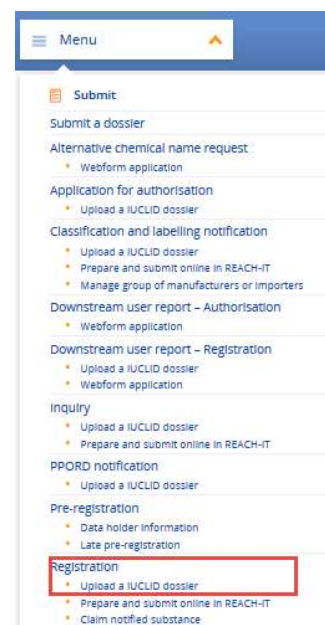 Menu
Submit
Submit a dossier
Alternative chemical name request
Webform application
Application for authorisation
Upload a IUCLID dossier
Classification and labelling notification
Upload a IUCLID dossier
Prepare and submit online in REACH-IT
Manage group of manufacturers or importers
Downstream user report – Authorisation
Webform application
Downstream user report – Registration
Upload a IUCLID dossier
Webform application
Inquiry
Upload a IUCLID dossier
Prepare and submit online in REACH-IT
PPORD notification
Upload a IUCLID dossier
Pre-registration
Data holder information
Late pre-registration
Registration
Upload a IUCLID dossier
Prepare and submit online in REACH-IT
Claim notified substance